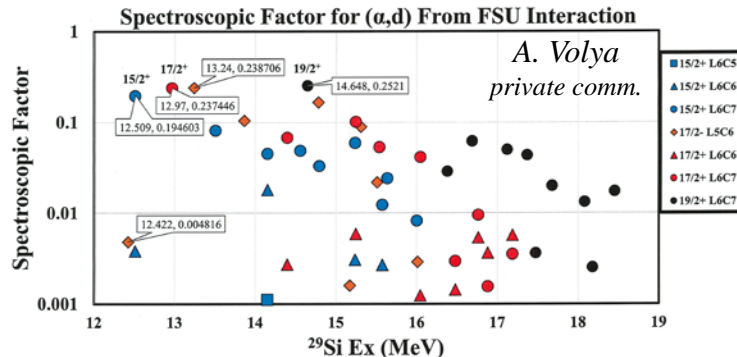 Spectroscopic Factor for (α,d) From FSU Interaction
A. Volya
private comm.
1
0.1
0.01
0.001
Spectroscopic Factor
15/2⁺
17/2⁺
13.24, 0.238706
19/2⁺
14.648, 0.2521
12.97, 0.237446
12.509, 0.194603
12.422, 0.004816
15/2+ L6C5
15/2+ L6C6
15/2+ L6C7
17/2- L5C6
17/2+ L6C6
17/2+ L6C7
19/2+ L6C7
12 13 14 15 16 17 18 19
²⁹Si Ex (MeV)